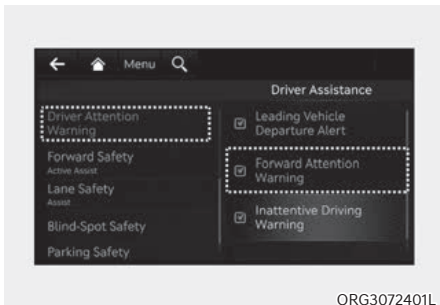 Menu
Driver Assistance
Driver Attention
Warning
Forward Safety
Active Assist
Lane Safety
Assist
Blind-Spot Safety
Parking Safety
Leading Vehicle
Departure Alert
Forward Attention
Warning
Inattentive Driving
Warning
ORG3072401L